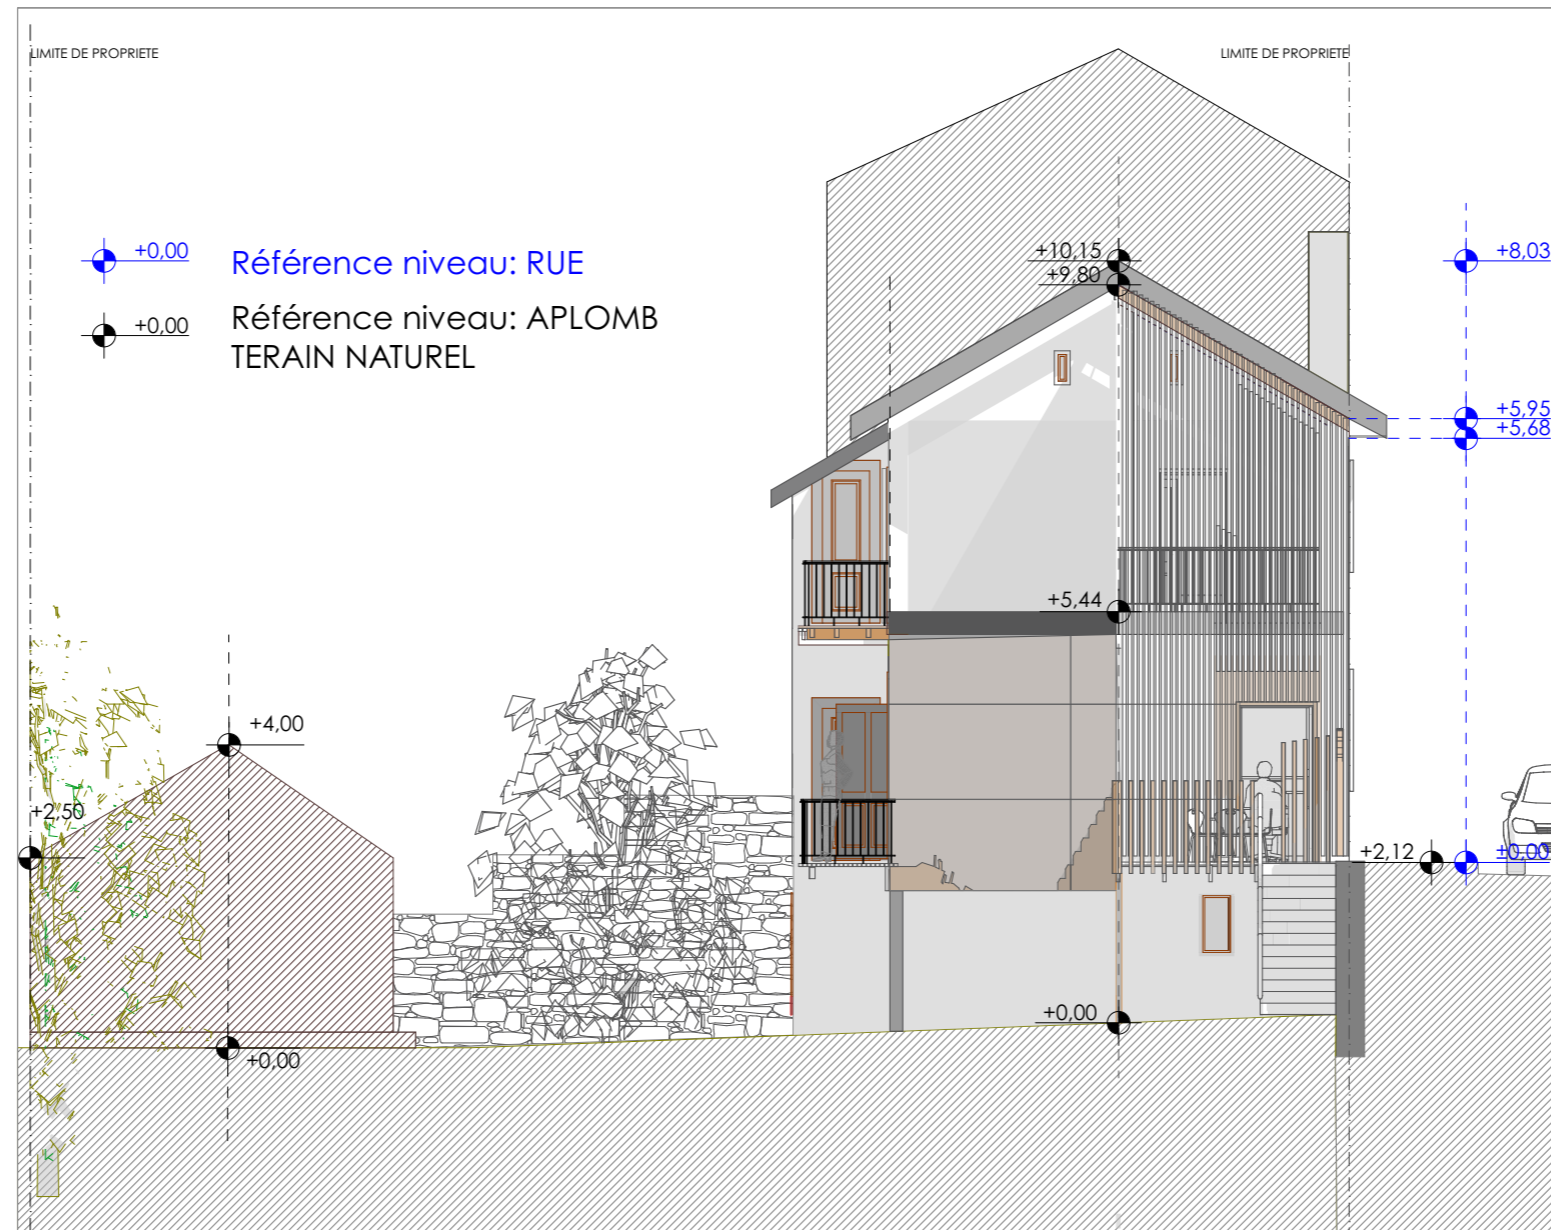 LIMITE DE PROPRIETE
LIMITE DE PROPRIETE
+0,00
Référence niveau: RUE
+0,00
Référence niveau: APLOMB
TERAIN NATUREL
+10,15
+9,80
+8,03
+5,95
+5,68
+5,44
+4,00
+2,50
+2,12
±0,00
+0,00
+0,00